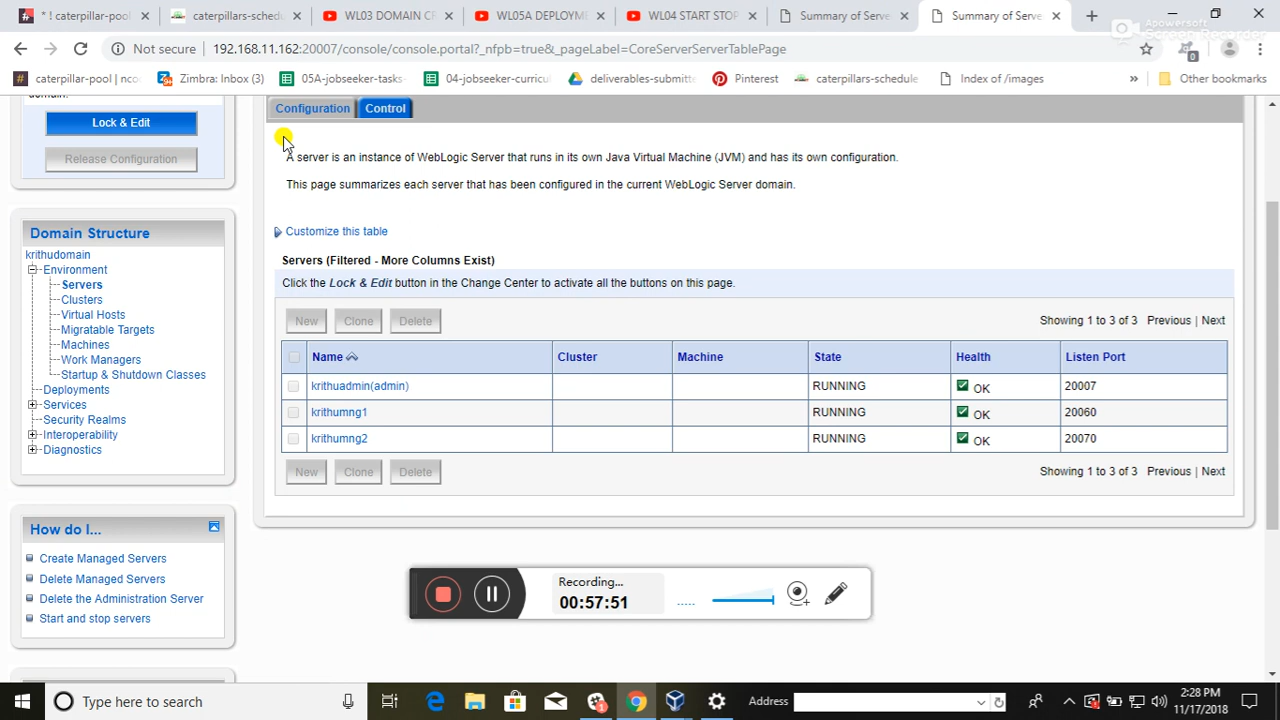 * ! caterpillar-pool
caterpillars-schedu
WL03 DOMAIN CR
WL05A DEPLOYME
WL04 START STOP
Summary of Serve
Summary of Serve
Apowersoft
Screen Recorder
Not secure | 192.168.11.162:20007/console/console.portal?_nfpb=true&_pageLabel=CoreServerServerTablePage
caterpillar-pool | nco
Zimbra: Inbox (3)
05A-jobseeker-tasks-
04-jobseeker-curricu
deliverables-submitte
Pinterest
caterpillars-schedule
Index of /images
»
Other bookmarks
domain.
Lock & Edit
Release Configuration
Configuration
Control
A server is an instance of WebLogic Server that runs in its own Java Virtual Machine (JVM) and has its own configuration.
This page summarizes each server that has been configured in the current WebLogic Server domain.
Domain Structure
krithudomain
Environment
Servers
Clusters
Virtual Hosts
Migratable Targets
Machines
Work Managers
Startup & Shutdown Classes
Deployments
Services
Security Realms
Interoperability
Diagnostics
Customize this table
Servers (Filtered - More Columns Exist)
Click the Lock & Edit button in the Change Center to activate all the buttons on this page.
New Clone Delete Showing 1 to 3 of 3 Previous | Next
Name Cluster Machine State Health Listen Port
krithuadmin(admin) RUNNING OK 20007
krithumng1 RUNNING OK 20060
krithumng2 RUNNING OK 20070
New Clone Delete Showing 1 to 3 of 3 Previous | Next
How do I...
Create Managed Servers
Delete Managed Servers
Delete the Administration Server
Start and stop servers
Recording...
00:57:51
Type here to search
Address
2:28 PM
11/17/2018